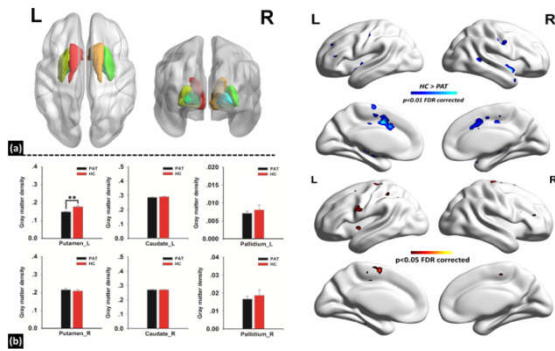 L
R
(a)
.4
PAT
HC
.3
.2
**
.1
.0
Gray matter density
Putamen_L
.4
PAT
HC
.3
.2
.1
.0
Gray matter density
Caudate_L
.020
PAT
HC
.015
.010
.005
0.000
Gray matter density
Pallidium_L
.4
PAT
HC
.3
.2
.1
0.0
Gray matter density
Putamen_R
.4
PAT
HC
.3
.2
.1
0.0
Gray matter density
Caudate_R
.04
PAT
HC
.03
.02
.01
0.00
Gray matter density
Pallidium_R
(b)
L
R
HC > PAT
p<0.01 FDR corrected
L
R
p<0.05 FDR corrected